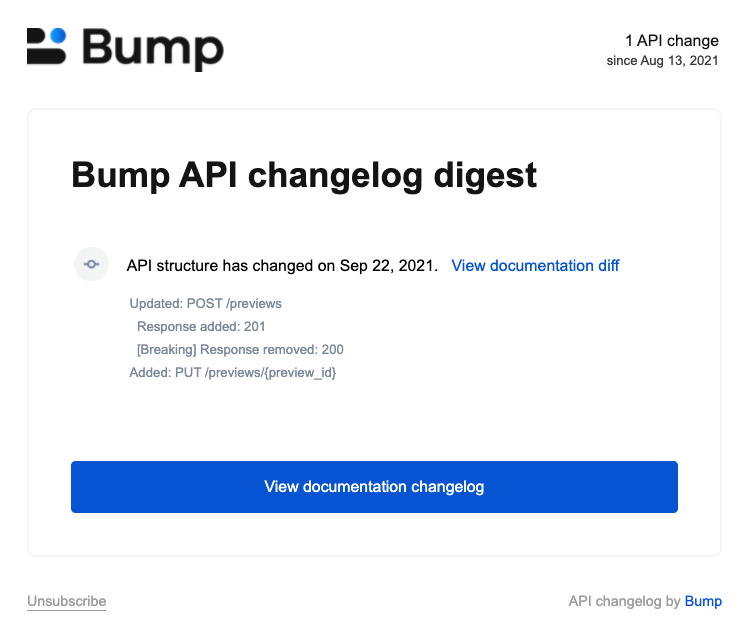 Bump
1 API change
since Aug 13, 2021
Bump API changelog digest
API structure has changed on Sep 22, 2021. View documentation diff
Updated: POST /previews
Response added: 201
[Breaking] Response removed: 200
Added: PUT /previews/{preview_id}
View documentation changelog
Unsubscribe
API changelog by Bump